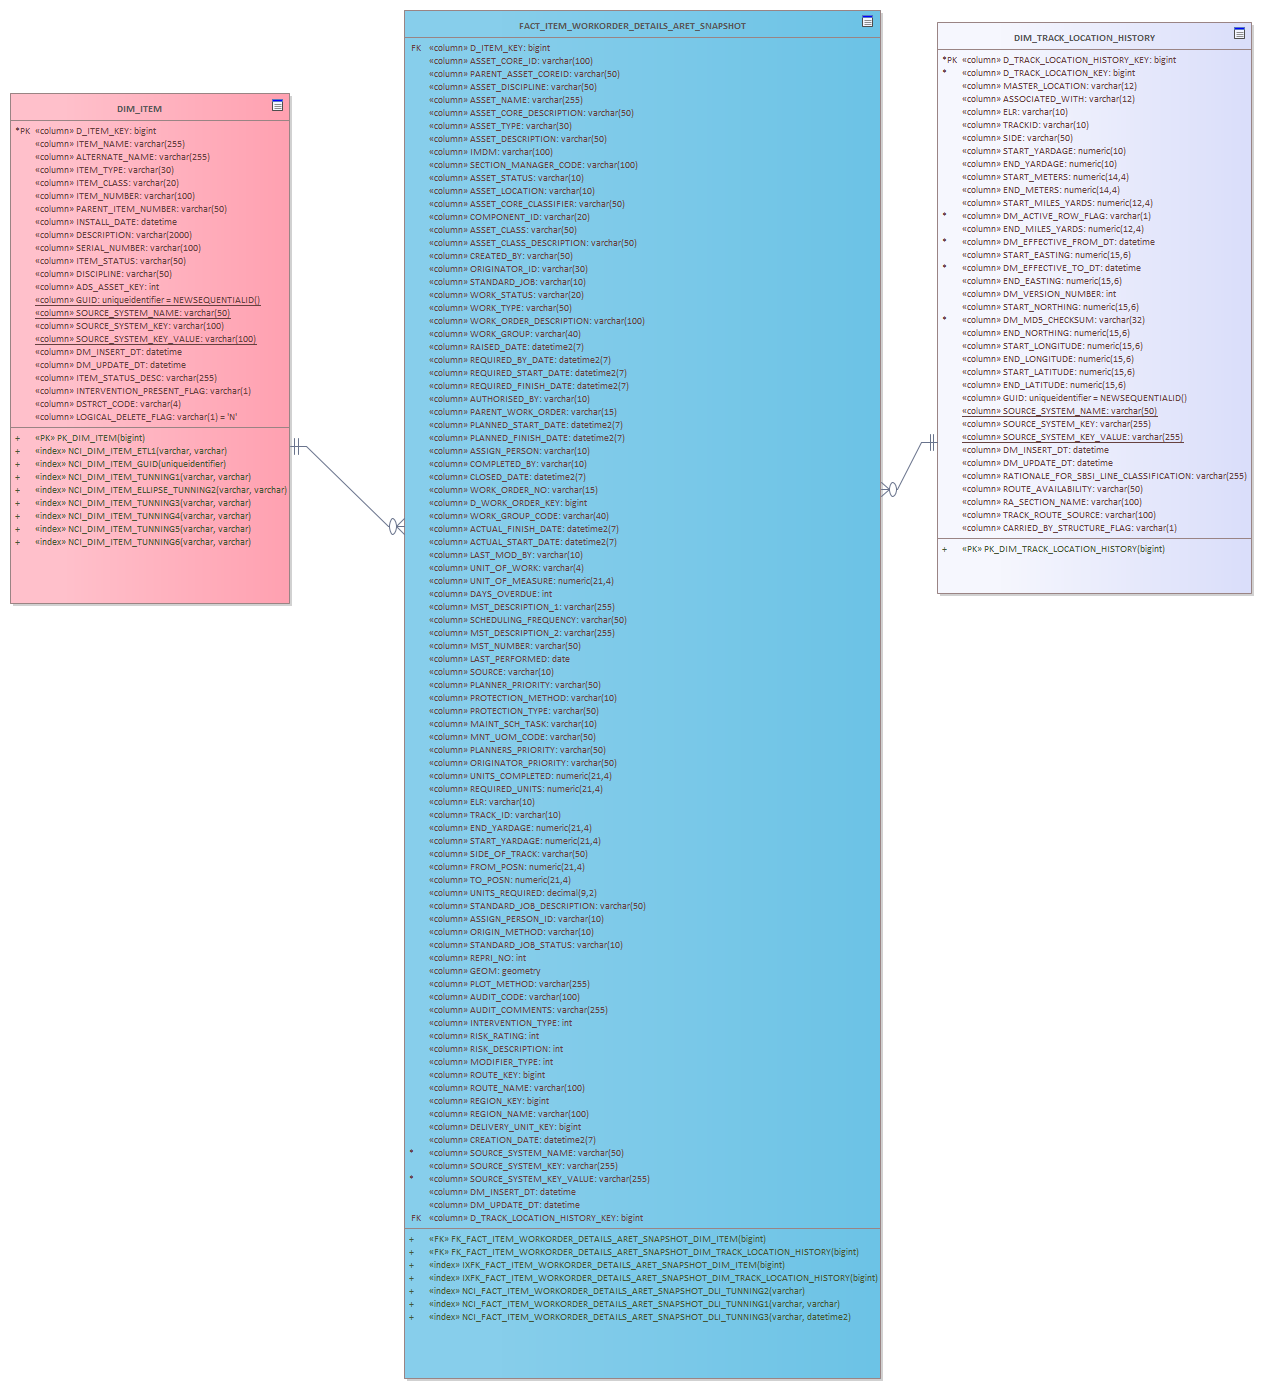 DIM_ITEM
*PK «column» D_ITEM_KEY: bigint
«column» ITEM_NAME: varchar(255)
«column» ALTERNATE_NAME: varchar(255)
«column» ITEM_TYPE: varchar(30)
«column» ITEM_CLASS: varchar(20)
«column» ITEM_NUMBER: varchar(100)
«column» PARENT_ITEM_NUMBER: varchar(50)
«column» INSTALL_DATE: datetime
«column» DESCRIPTION: varchar(2000)
«column» SERIAL_NUMBER: varchar(100)
«column» ITEM_STATUS: varchar(50)
«column» DISCIPLINE: varchar(50)
«column» ADS_ASSET_KEY: int
«column» GUID: uniqueidentifier = NEWSEQUENTIALID()
«column» SOURCE_SYSTEM_NAME: varchar(50)
«column» SOURCE_SYSTEM_KEY: varchar(100)
«column» SOURCE_SYSTEM_KEY_VALUE: varchar(100)
«column» DM_INSERT_DT: datetime
«column» DM_UPDATE_DT: datetime
«column» ITEM_STATUS_DESC: varchar(255)
«column» INTERVENTION_PRESENT_FLAG: varchar(1)
«column» DSTRCT_CODE: varchar(4)
«column» LOGICAL_DELETE_FLAG: varchar(1) = 'N'
+ «PK» PK_DIM_ITEM(bigint)
+ «index» NCI_DIM_ITEM_ETL1(varchar, varchar)
+ «index» NCI_DIM_ITEM_GUID(uniqueidentifier)
+ «index» NCI_DIM_ITEM_TUNNING1(varchar, varchar)
+ «index» NCI_DIM_ITEM_ELLIPSE_TUNNING2(varchar, varchar)
+ «index» NCI_DIM_ITEM_TUNNING3(varchar, varchar)
+ «index» NCI_DIM_ITEM_TUNNING4(varchar, varchar)
+ «index» NCI_DIM_ITEM_TUNNING5(varchar, varchar)
+ «index» NCI_DIM_ITEM_TUNNING6(varchar, varchar)
FACT_ITEM_WORKORDER_DETAILS_ARET_SNAPSHOT
FK «column» D_ITEM_KEY: bigint
«column» ASSET_CORE_ID: varchar(100)
«column» PARENT_ASSET_COREID: varchar(50)
«column» ASSET_DISCIPLINE: varchar(50)
«column» ASSET_NAME: varchar(255)
«column» ASSET_CORE_DESCRIPTION: varchar(50)
«column» ASSET_TYPE: varchar(30)
«column» ASSET_DESCRIPTION: varchar(50)
«column» IMDM: varchar(100)
«column» SECTION_MANAGER_CODE: varchar(100)
«column» ASSET_STATUS: varchar(10)
«column» ASSET_LOCATION: varchar(10)
«column» ASSET_CORE_CLASSIFIER: varchar(50)
«column» COMPONENT_ID: varchar(20)
«column» ASSET_CLASS: varchar(50)
«column» ASSET_CLASS_DESCRIPTION: varchar(50)
«column» CREATED_BY: varchar(50)
«column» ORIGINATOR_ID: varchar(30)
«column» STANDARD_JOB: varchar(10)
«column» WORK_STATUS: varchar(20)
«column» WORK_TYPE: varchar(50)
«column» WORK_ORDER_DESCRIPTION: varchar(100)
«column» WORK_GROUP: varchar(40)
«column» RAISED_DATE: datetime2(7)
«column» REQUIRED_BY_DATE: datetime2(7)
«column» REQUIRED_START_DATE: datetime2(7)
«column» REQUIRED_FINISH_DATE: datetime2(7)
«column» AUTHORISED_BY: varchar(10)
«column» PARENT_WORK_ORDER: varchar(15)
«column» PLANNED_START_DATE: datetime2(7)
«column» PLANNED_FINISH_DATE: datetime2(7)
«column» ASSIGN_PERSON: varchar(10)
«column» COMPLETED_BY: varchar(10)
«column» CLOSED_DATE: datetime2(7)
«column» WORK_ORDER_NO: varchar(15)
«column» D_WORK_ORDER_KEY: bigint
«column» WORK_GROUP_CODE: varchar(40)
«column» ACTUAL_FINISH_DATE: datetime2(7)
«column» ACTUAL_START_DATE: datetime2(7)
«column» LAST_MOD_BY: varchar(10)
«column» UNIT_OF_WORK: varchar(4)
«column» UNIT_OF_MEASURE: numeric(21,4)
«column» DAYS_OVERDUE: int
«column» MST_DESCRIPTION_1: varchar(255)
«column» SCHEDULING_FREQUENCY: varchar(50)
«column» MST_DESCRIPTION_2: varchar(255)
«column» MST_NUMBER: varchar(50)
«column» LAST_PERFORMED: date
«column» SOURCE: varchar(10)
«column» PLANNER_PRIORITY: varchar(50)
«column» PROTECTION_METHOD: varchar(10)
«column» PROTECTION_TYPE: varchar(50)
«column» MAINT_SCH_TASK: varchar(10)
«column» MNT_UOM_CODE: varchar(50)
«column» PLANNERS_PRIORITY: varchar(50)
«column» ORIGINATOR_PRIORITY: varchar(50)
«column» UNITS_COMPLETED: numeric(21,4)
«column» REQUIRED_UNITS: numeric(21,4)
«column» ELR: varchar(10)
«column» TRACK_ID: varchar(10)
«column» END_YARDAGE: numeric(21,4)
«column» START_YARDAGE: numeric(21,4)
«column» SIDE_OF_TRACK: varchar(50)
«column» FROM_POSN: numeric(21,4)
«column» TO_POSN: numeric(21,4)
«column» UNITS_REQUIRED: decimal(9,2)
«column» STANDARD_JOB_DESCRIPTION: varchar(50)
«column» ASSIGN_PERSON_ID: varchar(10)
«column» ORIGIN_METHOD: varchar(10)
«column» STANDARD_JOB_STATUS: varchar(10)
«column» REPRI_NO: int
«column» GEOM: geometry
«column» PLOT_METHOD: varchar(255)
«column» AUDIT_CODE: varchar(100)
«column» AUDIT_COMMENTS: varchar(255)
«column» INTERVENTION_TYPE: int
«column» RISK_RATING: int
«column» RISK_DESCRIPTION: int
«column» MODIFIER_TYPE: int
«column» ROUTE_KEY: bigint
«column» ROUTE_NAME: varchar(100)
«column» REGION_KEY: bigint
«column» REGION_NAME: varchar(100)
«column» DELIVERY_UNIT_KEY: bigint
«column» CREATION_DATE: datetime2(7)
* «column» SOURCE_SYSTEM_NAME: varchar(50)
«column» SOURCE_SYSTEM_KEY: varchar(255)
* «column» SOURCE_SYSTEM_KEY_VALUE: varchar(255)
«column» DM_INSERT_DT: datetime
«column» DM_UPDATE_DT: datetime
FK «column» D_TRACK_LOCATION_HISTORY_KEY: bigint
+ «FK» FK_FACT_ITEM_WORKORDER_DETAILS_ARET_SNAPSHOT_DIM_ITEM(bigint)
+ «FK» FK_FACT_ITEM_WORKORDER_DETAILS_ARET_SNAPSHOT_DIM_TRACK_LOCATION_HISTORY(bigint)
+ «index» IXFK_FACT_ITEM_WORKORDER_DETAILS_ARET_SNAPSHOT_DIM_ITEM(bigint)
+ «index» IXFK_FACT_ITEM_WORKORDER_DETAILS_ARET_SNAPSHOT_DIM_TRACK_LOCATION_HISTORY(bigint)
+ «index» NCI_FACT_ITEM_WORKORDER_DETAILS_ARET_SNAPSHOT_DLI_TUNNING2(varchar)
+ «index» NCI_FACT_ITEM_WORKORDER_DETAILS_ARET_SNAPSHOT_DLI_TUNNING1(varchar, varchar)
+ «index» NCI_FACT_ITEM_WORKORDER_DETAILS_ARET_SNAPSHOT_DLI_TUNNING3(varchar, datetime2)
DIM_TRACK_LOCATION_HISTORY
*PK «column» D_TRACK_LOCATION_HISTORY_KEY: bigint
* «column» D_TRACK_LOCATION_KEY: bigint
«column» MASTER_LOCATION: varchar(12)
«column» ASSOCIATED_WITH: varchar(12)
«column» ELR: varchar(10)
«column» TRACKID: varchar(10)
«column» SIDE: varchar(50)
«column» START_YARDAGE: numeric(10)
«column» END_YARDAGE: numeric(10)
«column» START_METERS: numeric(14,4)
«column» END_METERS: numeric(14,4)
«column» START_MILES_YARDS: numeric(12,4)
* «column» DM_ACTIVE_ROW_FLAG: varchar(1)
«column» END_MILES_YARDS: numeric(12,4)
* «column» DM_EFFECTIVE_FROM_DT: datetime
«column» START_EASTING: numeric(15,6)
* «column» DM_EFFECTIVE_TO_DT: datetime
«column» END_EASTING: numeric(15,6)
«column» DM_VERSION_NUMBER: int
«column» START_NORTHING: numeric(15,6)
* «column» DM_MD5_CHECKSUM: varchar(32)
«column» END_NORTHING: numeric(15,6)
«column» START_LONGITUDE: numeric(15,6)
«column» END_LONGITUDE: numeric(15,6)
«column» START_LATITUDE: numeric(15,6)
«column» END_LATITUDE: numeric(15,6)
«column» GUID: uniqueidentifier = NEWSEQUENTIALID()
«column» SOURCE_SYSTEM_NAME: varchar(50)
«column» SOURCE_SYSTEM_KEY: varchar(255)
«column» SOURCE_SYSTEM_KEY_VALUE: varchar(255)
«column» DM_INSERT_DT: datetime
«column» DM_UPDATE_DT: datetime
«column» RATIONALE_FOR_SBSI_LINE_CLASSIFICATION: varchar(255)
«column» ROUTE_AVAILABILITY: varchar(50)
«column» RA_SECTION_NAME: varchar(100)
«column» TRACK_ROUTE_SOURCE: varchar(100)
«column» CARRIED_BY_STRUCTURE_FLAG: varchar(1)
+ «PK» PK_DIM_TRACK_LOCATION_HISTORY(bigint)